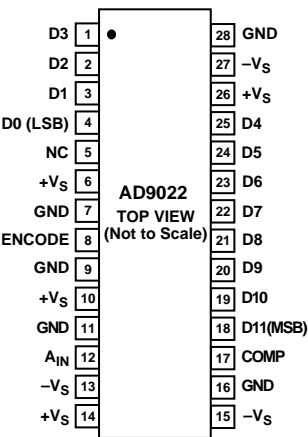 D3 1 28 GND
D2 2 27 –VS
D1 3 26 +VS
D0 (LSB) 4 25 D4
NC 5 24 D5
+VS 6 23 D6
AD9022
GND 7 22 D7
TOP VIEW
(Not to Scale)
ENCODE 8 21 D8
GND 9 20 D9
+VS 10 19 D10
GND 11 18 D11(MSB)
AIN 12 17 COMP
–VS 13 16 GND
+VS 14 15 –VS